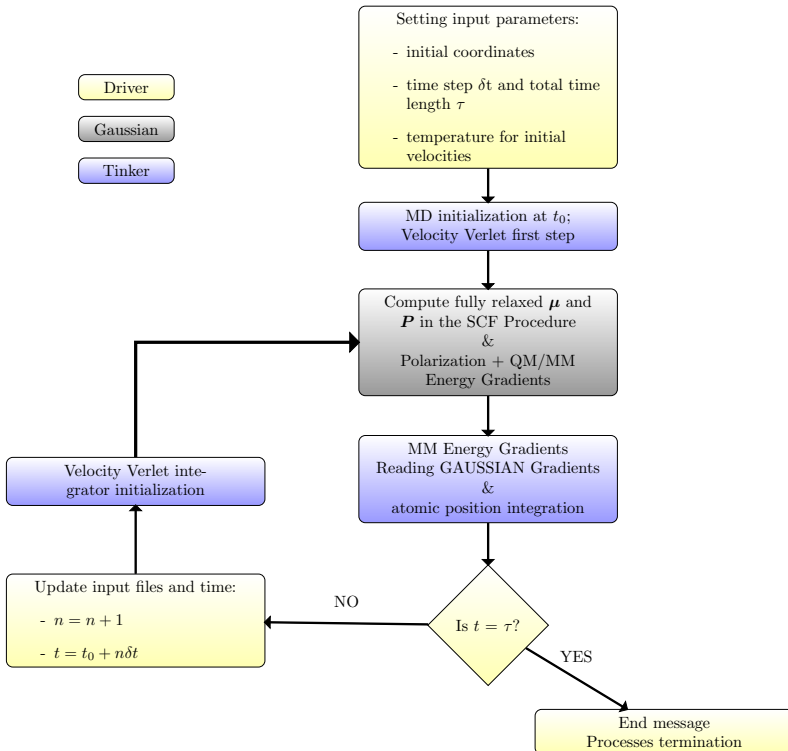 Setting input parameters:
- initial coordinates
- time step δt and total time
length τ
- temperature for initial
velocities
Driver
Gaussian
Tinker
MD initialization at t₀;
Velocity Verlet first step
Compute fully relaxed μ and
P in the SCF Procedure
&
Polarization + QM/MM
Energy Gradients
MM Energy Gradients
Reading GAUSSIAN Gradients
&
atomic position integration
Velocity Verlet inte-
grator initialization
Update input files and time:
- n = n + 1
- t = t₀ + nδt
NO
Is t = τ?
YES
End message
Processes termination